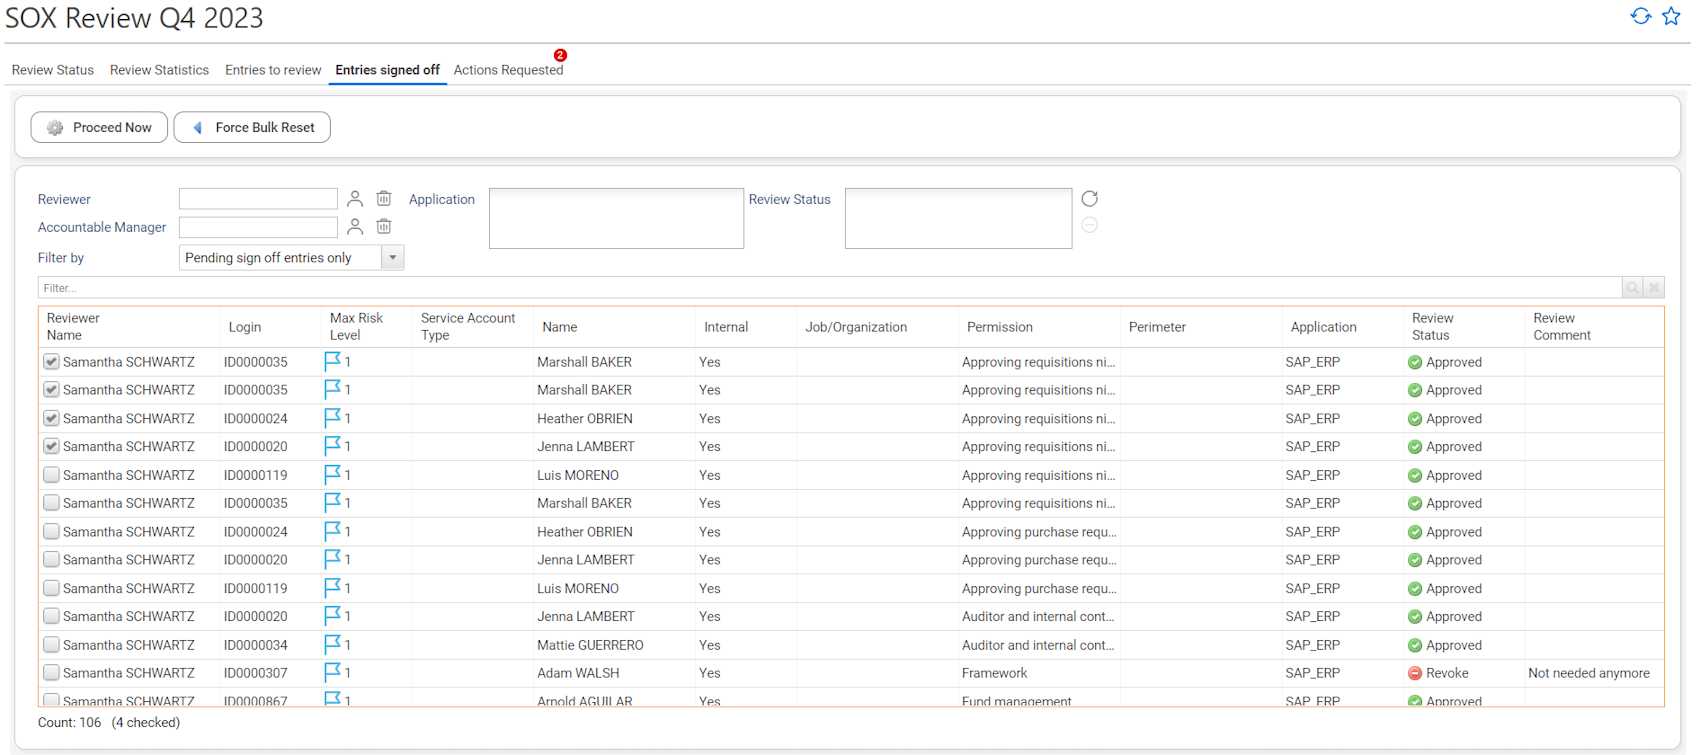 SOX Review Q4 2023
Review Status Review Statistics Entries to review Entries signed off Actions Requested 2
Proceed Now Force Bulk Reset
Reviewer Application Review Status
Accountable Manager
Filter by Pending sign off entries only
Filter...
Reviewer Name Login Max Risk Level Service Account Type Name Internal Job/Organization Permission Perimeter Application Review Status Review Comment
Samantha SCHWARTZ ID0000035 1 Marshall BAKER Yes Approving requisitions ni... SAP_ERP Approved
Samantha SCHWARTZ ID0000035 1 Marshall BAKER Yes Approving requisitions ni... SAP_ERP Approved
Samantha SCHWARTZ ID0000024 1 Heather OBRIEN Yes Approving requisitions ni... SAP_ERP Approved
Samantha SCHWARTZ ID0000020 1 Jenna LAMBERT Yes Approving requisitions ni... SAP_ERP Approved
Samantha SCHWARTZ ID0000119 1 Luis MORENO Yes Approving requisitions ni... SAP_ERP Approved
Samantha SCHWARTZ ID0000035 1 Marshall BAKER Yes Approving requisitions ni... SAP_ERP Approved
Samantha SCHWARTZ ID0000024 1 Heather OBRIEN Yes Approving purchase requ... SAP_ERP Approved
Samantha SCHWARTZ ID0000020 1 Jenna LAMBERT Yes Approving purchase requ... SAP_ERP Approved
Samantha SCHWARTZ ID0000119 1 Luis MORENO Yes Approving purchase requ... SAP_ERP Approved
Samantha SCHWARTZ ID0000020 1 Jenna LAMBERT Yes Auditor and internal cont... SAP_ERP Approved
Samantha SCHWARTZ ID0000034 1 Mattie GUERRERO Yes Auditor and internal cont... SAP_ERP Approved
Samantha SCHWARTZ ID0000307 1 Adam WALSH Yes Framework SAP_ERP Revoke Not needed anymore
Samantha SCHWARTZ ID0000867 1 Arnold AGUILAR Yes Fund management SAP_ERP Approved
Count: 106 (4 checked)